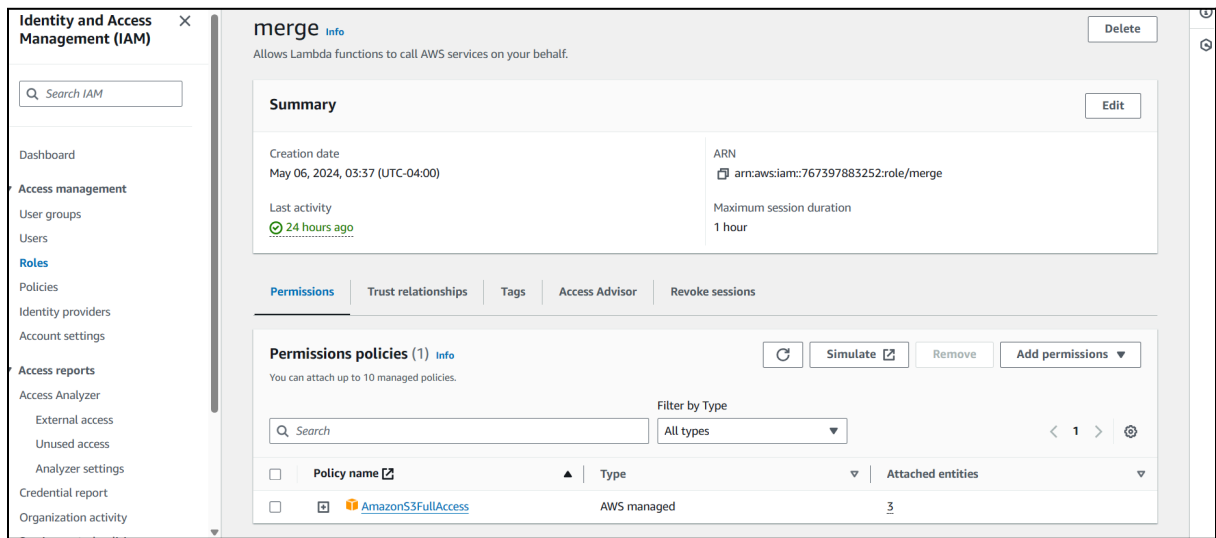 Identity and Access
Management (IAM)
Search IAM
Dashboard
Access management
User groups
Users
Roles
Policies
Identity providers
Account settings
Access reports
Access Analyzer
External access
Unused access
Analyzer settings
Credential report
Organization activity
merge Info
Delete
Allows Lambda functions to call AWS services on your behalf.
Summary
Edit
Creation date
May 06, 2024, 03:37 (UTC-04:00)
ARN
arn:aws:iam::767397883252:role/merge
Last activity
24 hours ago
Maximum session duration
1 hour
Permissions Trust relationships Tags Access Advisor Revoke sessions
Permissions policies (1) Info
Simulate Remove Add permissions
You can attach up to 10 managed policies.
Filter by Type
Search All types 1
Policy name Type Attached entities
AmazonS3FullAccess AWS managed 3